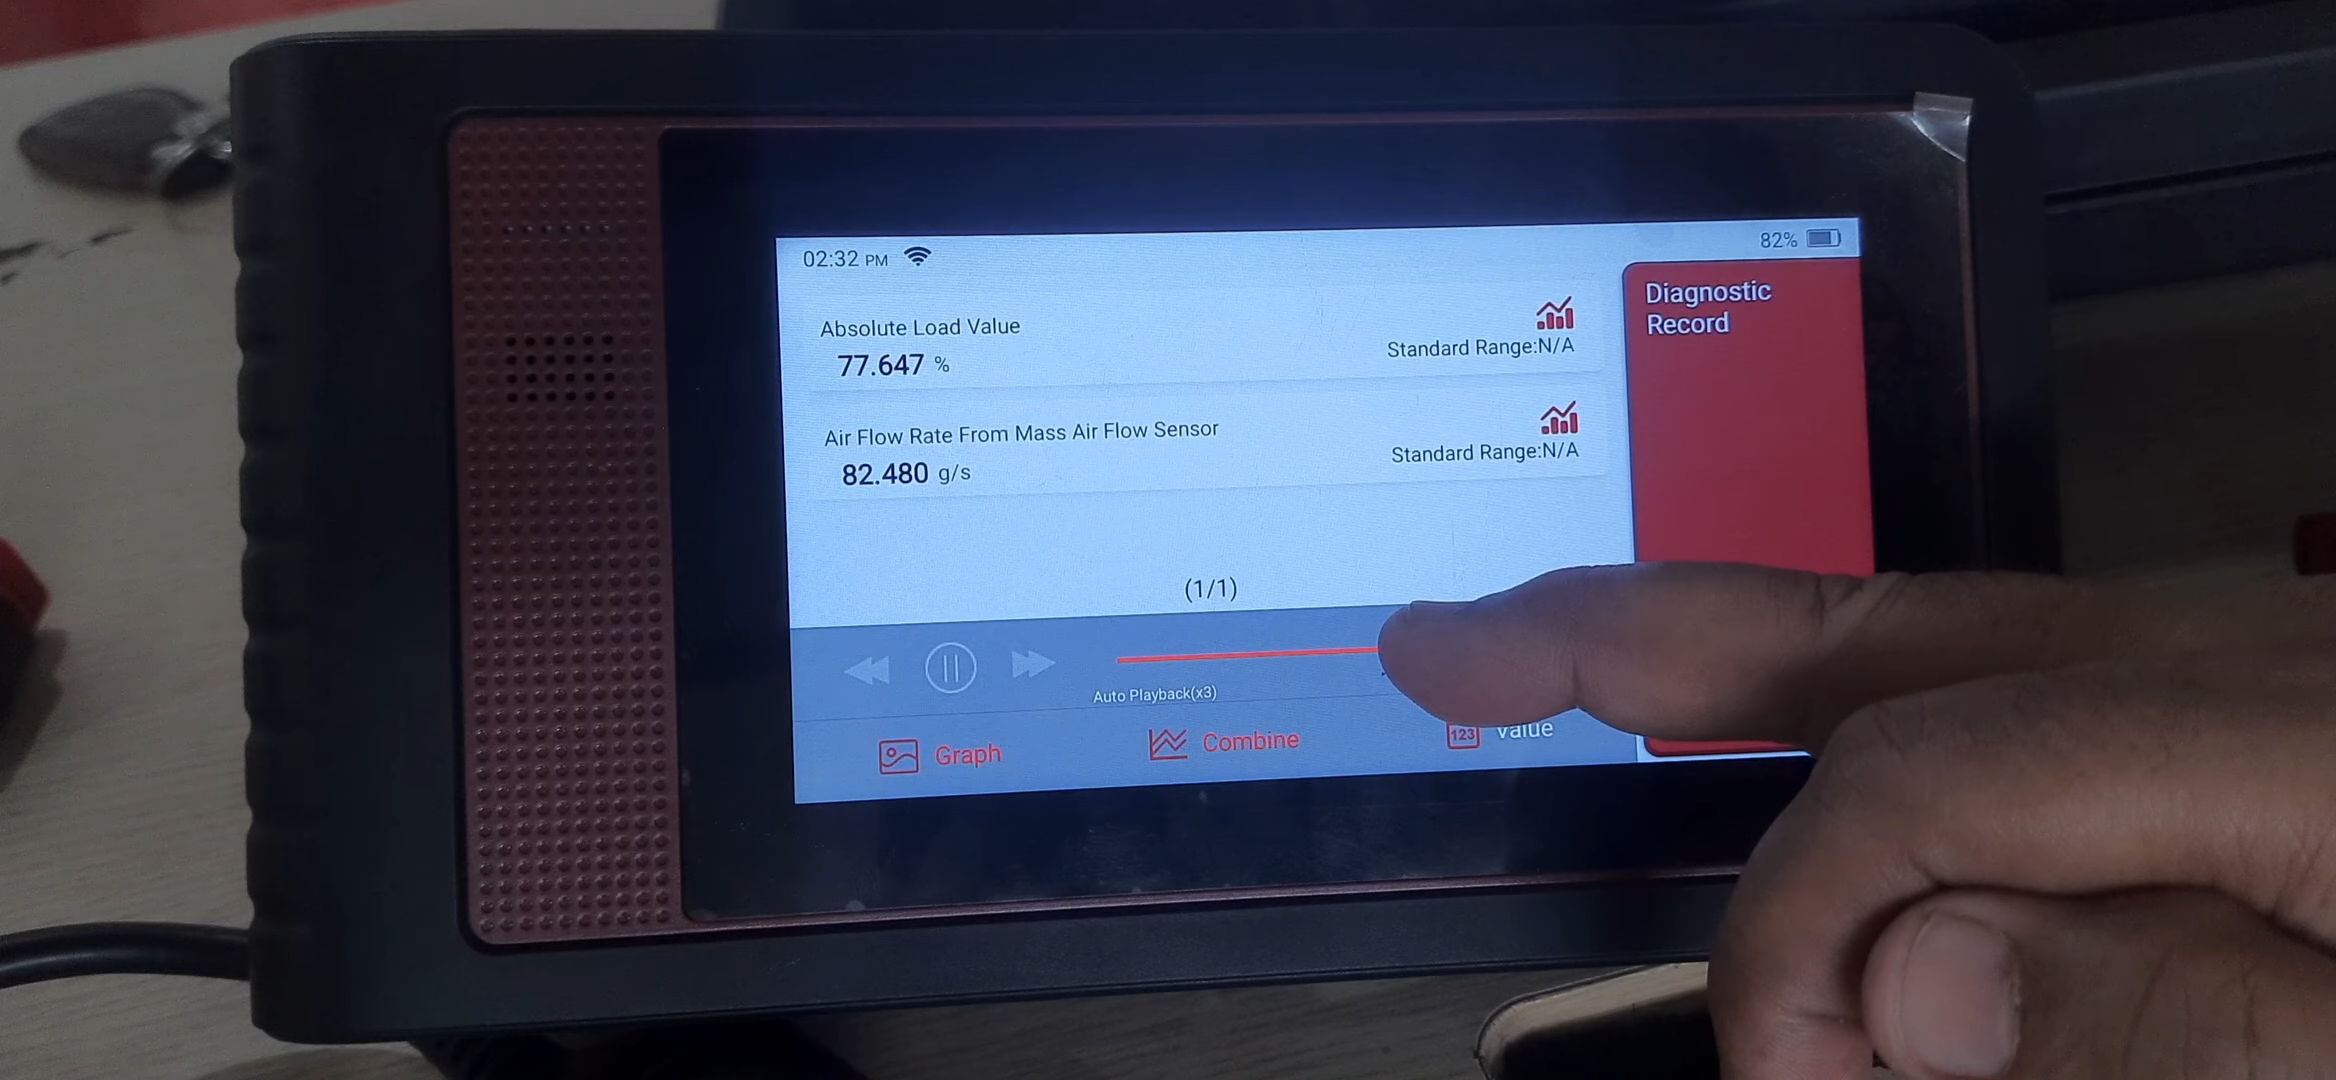 02:32 PM
82%
Diagnostic
Record
Absolute Load Value
77.647 %
Standard Range:N/A
Air Flow Rate From Mass Air Flow Sensor
82.480 g/s
Standard Range:N/A
(1/1)
Auto Playback(x3)
Graph
Combine
123
Value